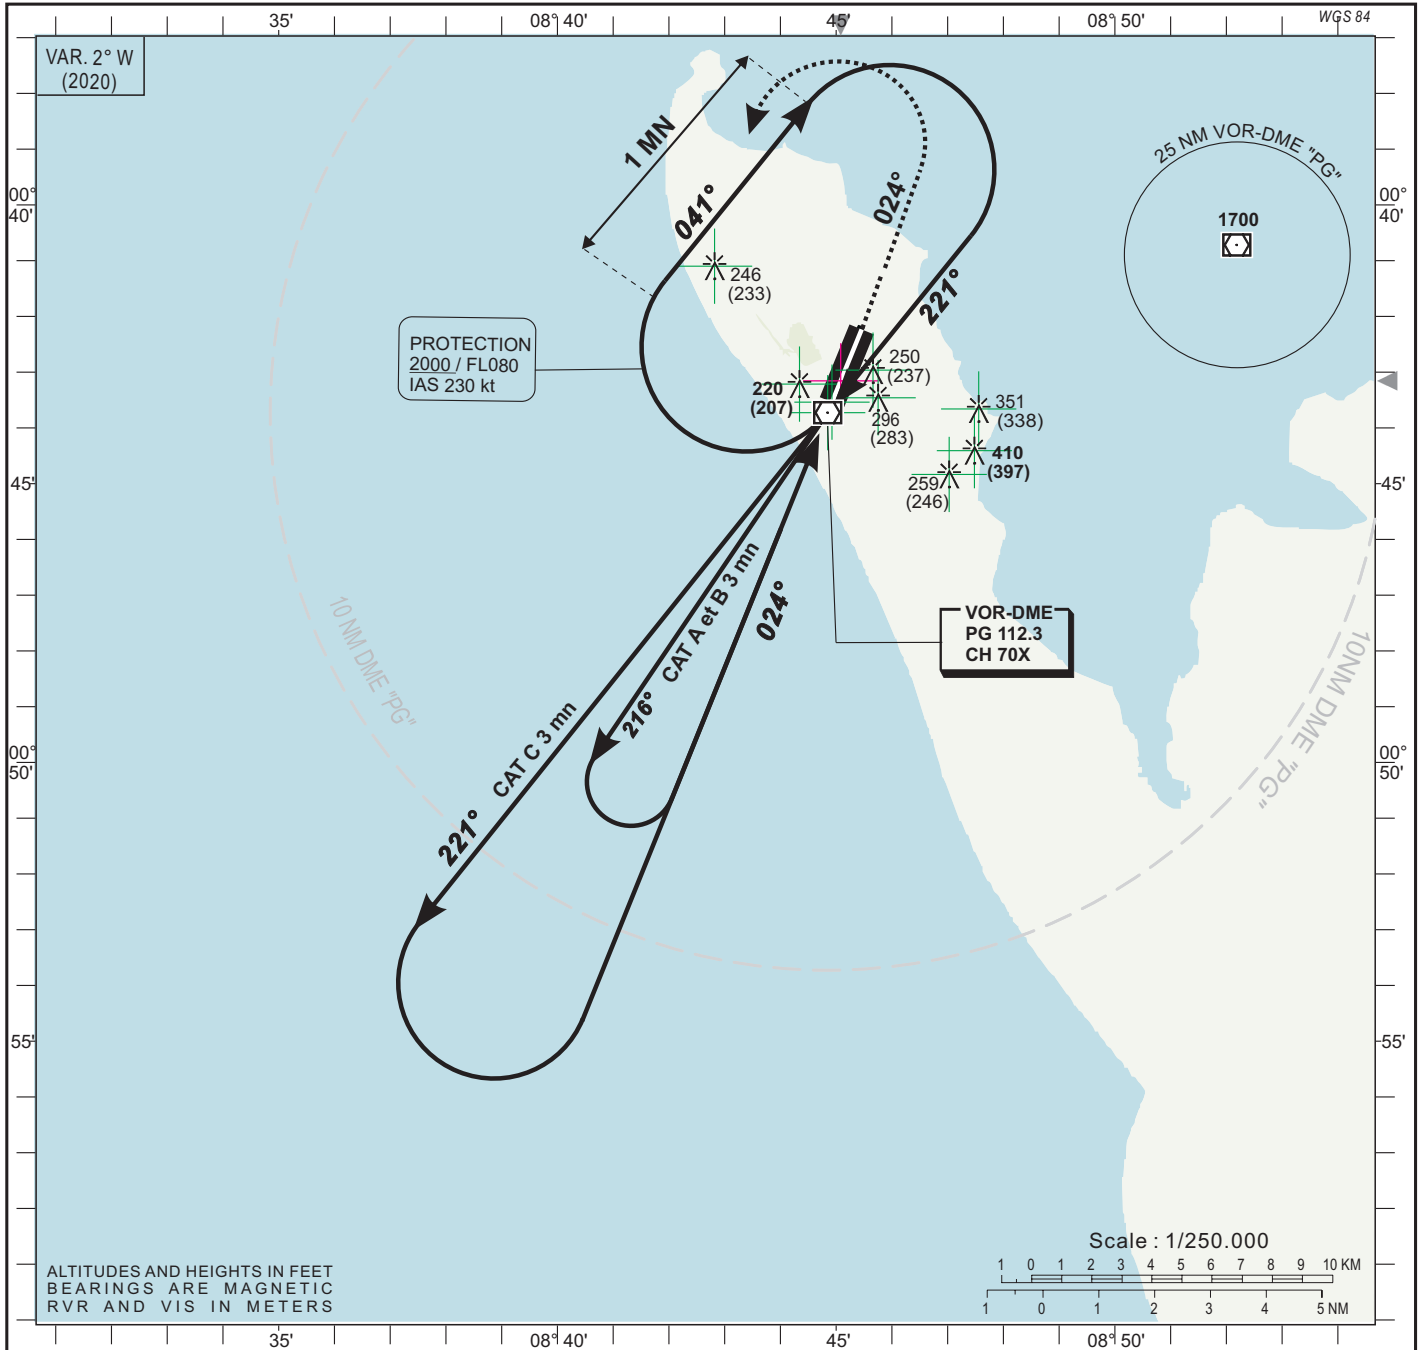 35'
08° 40'
45'
08° 50'
WGS 84
VAR. 2° W
(2020)
1 MN
041°
024°
221°
25 NM VOR-DME "PG"
1700
00°
40'
00°
40'
246
(233)
PROTECTION
2000 / FL080
IAS 230 kt
250
(237)
220
(207)
296
(283)
351
(338)
410
(397)
259
(246)
45'
45'
CAT A et B 3 mn
216°
024°
VOR-DME
PG 112.3
CH 70X
10 NM DME "PG"
10NM DME "PG"
CAT C 3 mn
221°
00°
50'
00°
50'
55'
55'
Scale : 1/250.000
1 0 1 2 3 4 5 6 7 8 9 10 KM
1 0 1 2 3 4 5 NM
ALTITUDES AND HEIGHTS IN FEET
BEARINGS ARE MAGNETIC
RVR AND VIS IN METERS
35'
08° 40'
45'
08° 50'